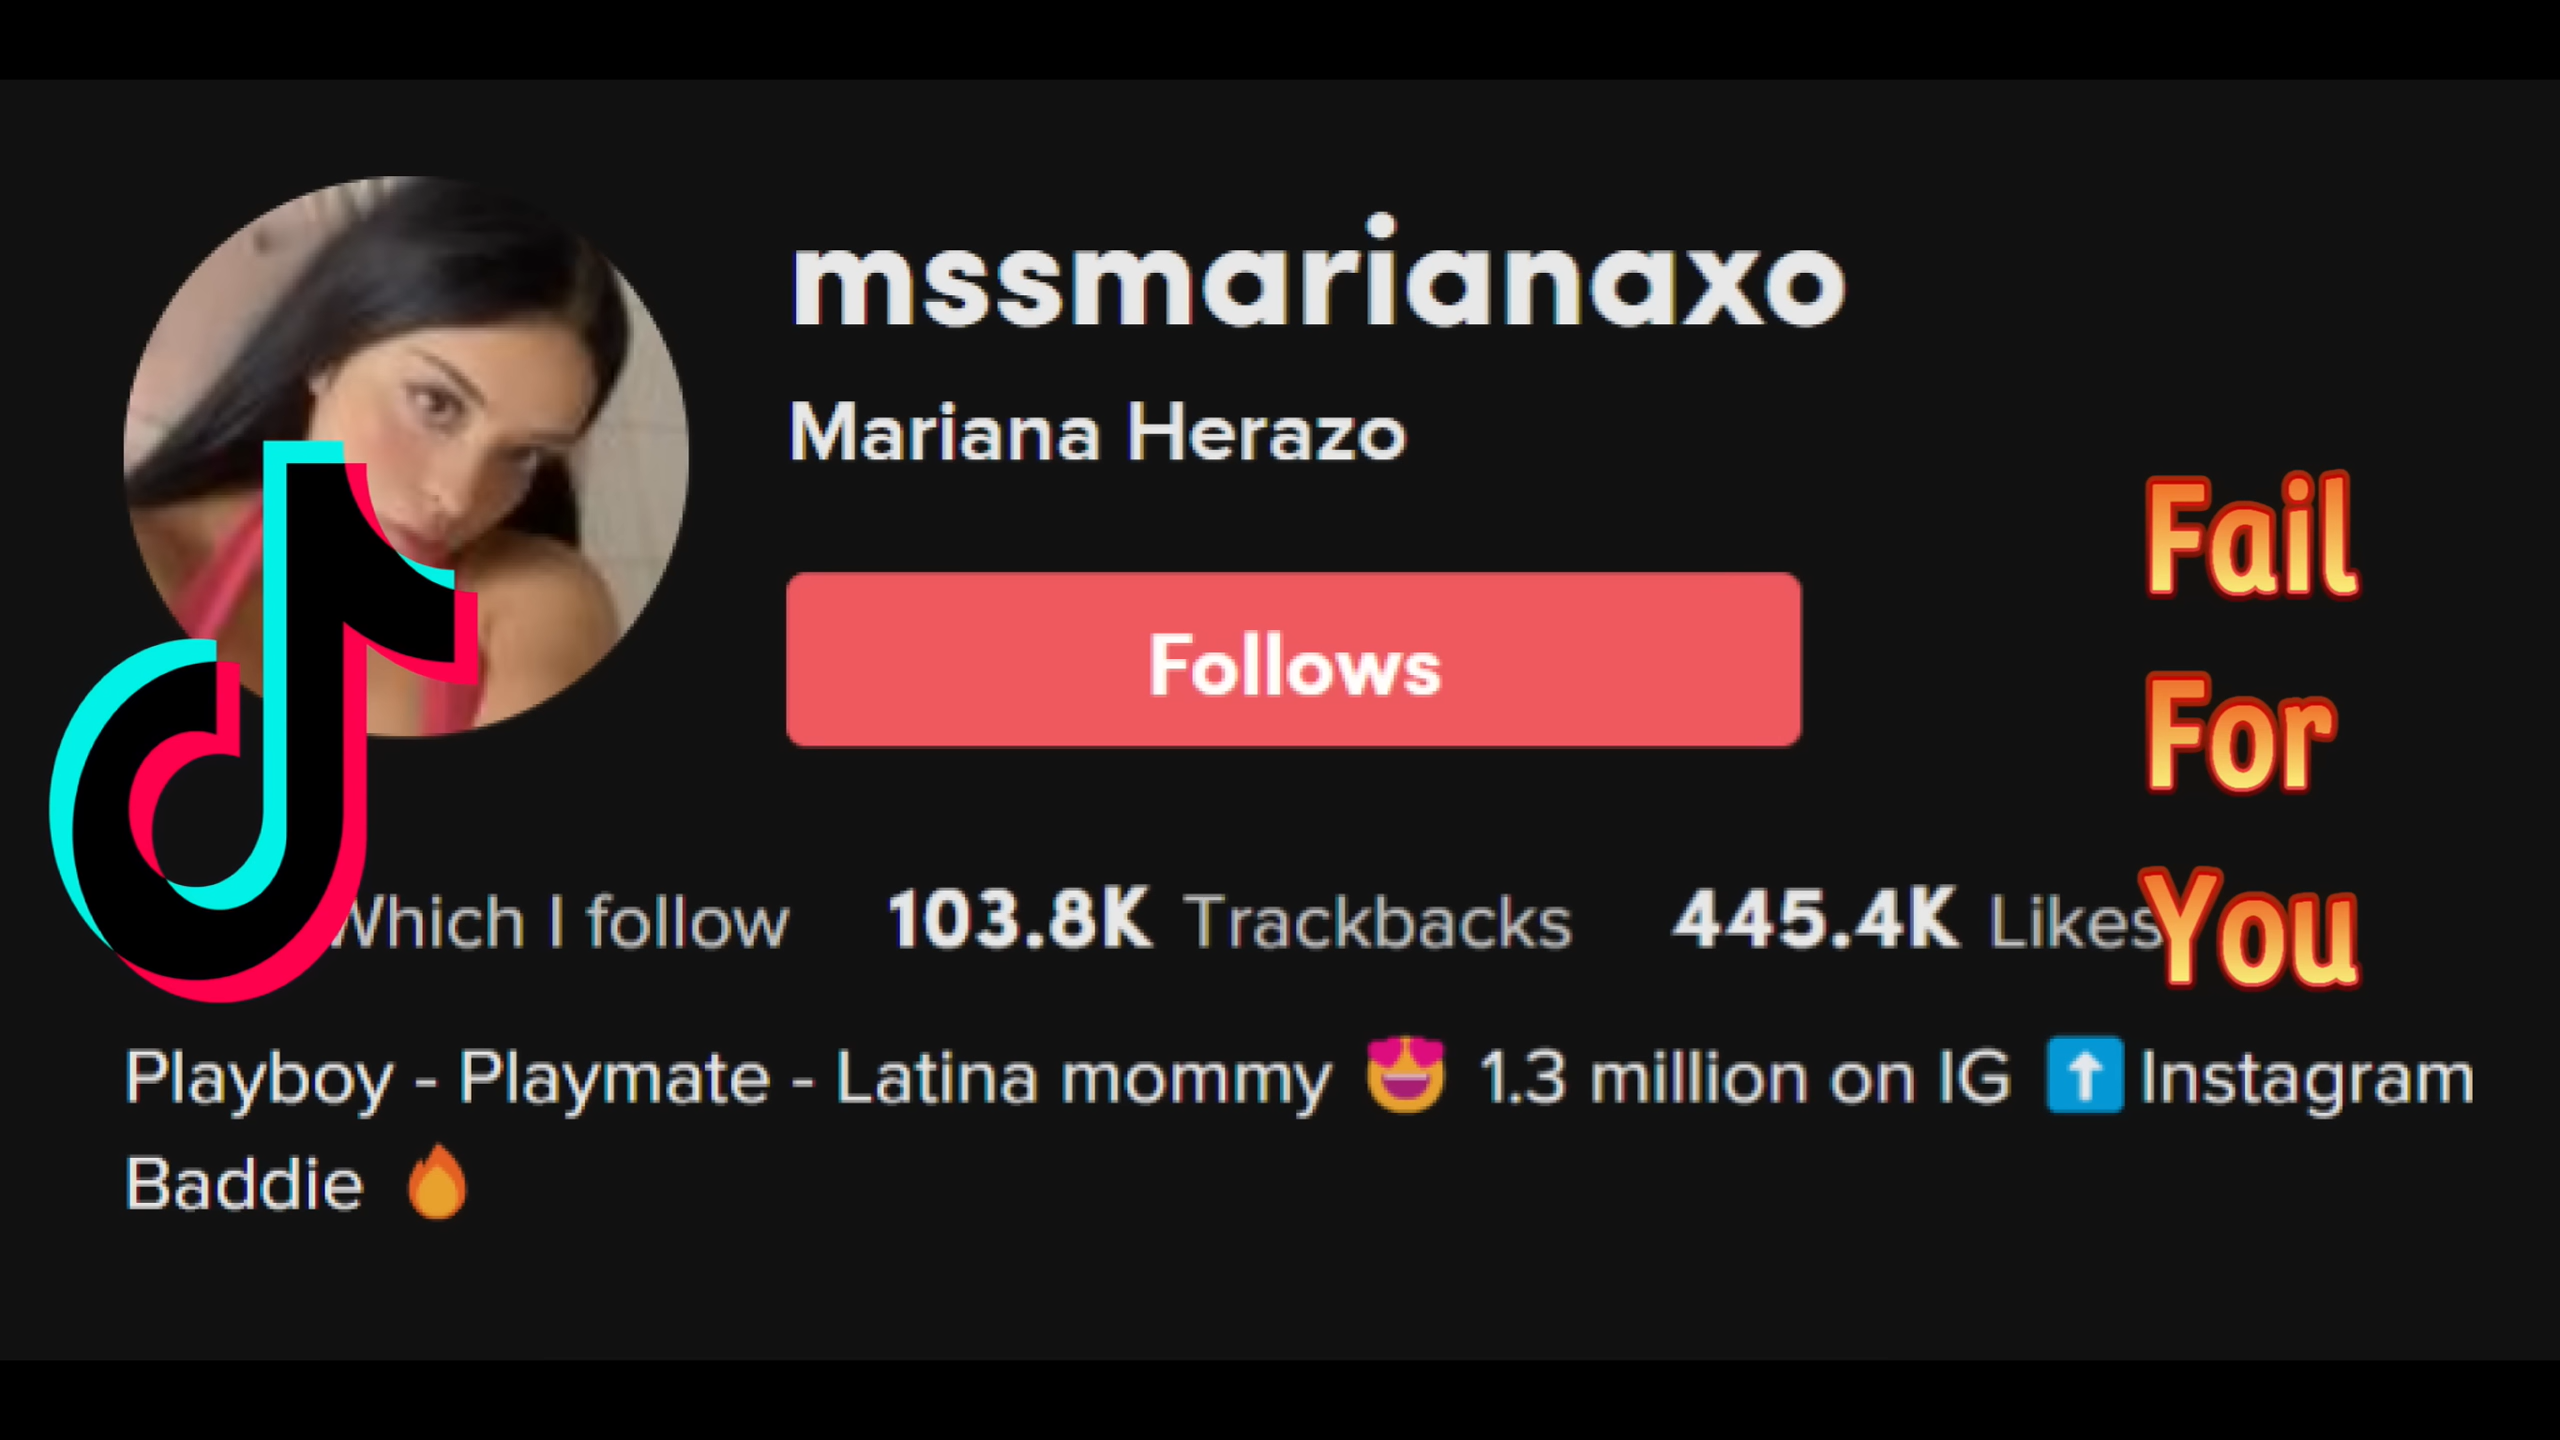 mssmarianaxo
Mariana Herazo
Follows
Which I follow 103.8K Trackbacks 445.4K Likes
Playboy - Playmate - Latina mommy 😍 1.3 million on IG ⬆️ Instagram
Baddie 🔥
Fail
For
You